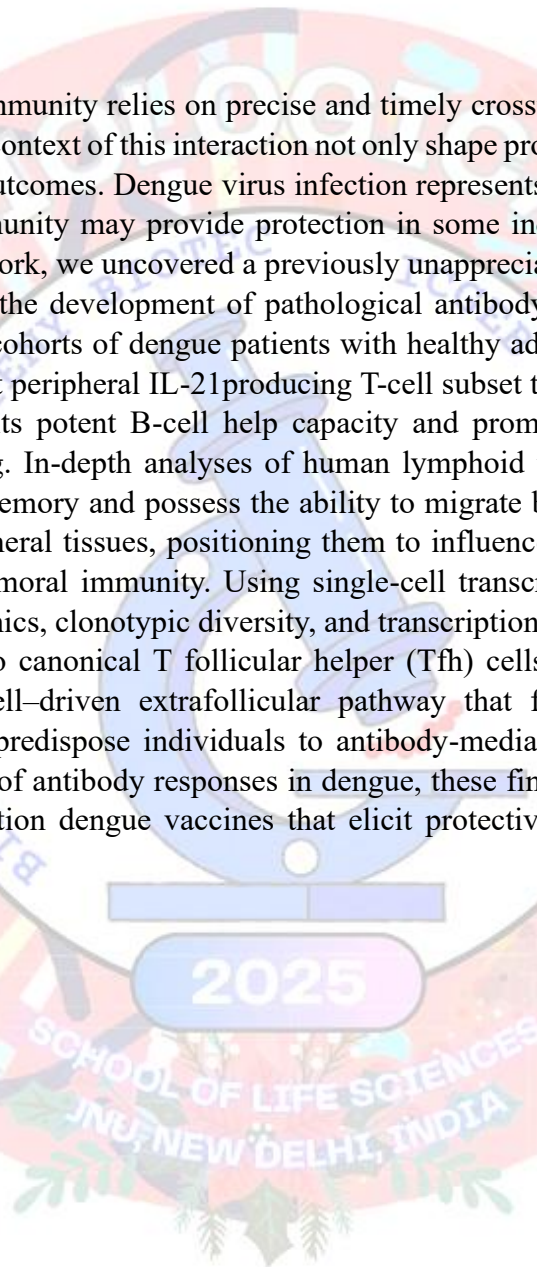 mmunity relies on precise and timely cross
ontext of this interaction not only shape pro
utcomes. Dengue virus infection represents
unity may provide protection in some in
ork, we uncovered a previously unapprecia
the development of pathological antibody
cohorts of dengue patients with healthy ad
t peripheral IL-21producing T-cell subset t
its potent B-cell help capacity and prom
g. In-depth analyses of human lymphoid
emory and possess the ability to migrate b
neral tissues, positioning them to influenc
moral immunity. Using single-cell transcr
nics, clonotypic diversity, and transcription
o canonical T follicular helper (Tfh) cells
ell–driven extrafollicular pathway that f
predispose individuals to antibody-media
of antibody responses in dengue, these fin
tion dengue vaccines that elicit protectiv
2025
SCHOOL OF LIFE SCIENCES
JNU, NEW DELHI, INDIA